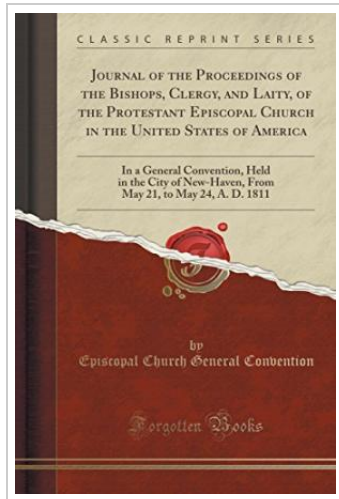 CLASSIC REPRINT SERIES
JOURNAL OF THE PROCEEDINGS OF
THE BISHOPS, CLERGY, AND LAITY, OF
THE PROTESTANT EPISCOPAL CHURCH
IN THE UNITED STATES OF AMERICA
In a General Convention, Held
in the City of New-Haven, From
May 21, to May 24, A. D. 1811
by
Episcopal Church General Convention
Forgotten Books